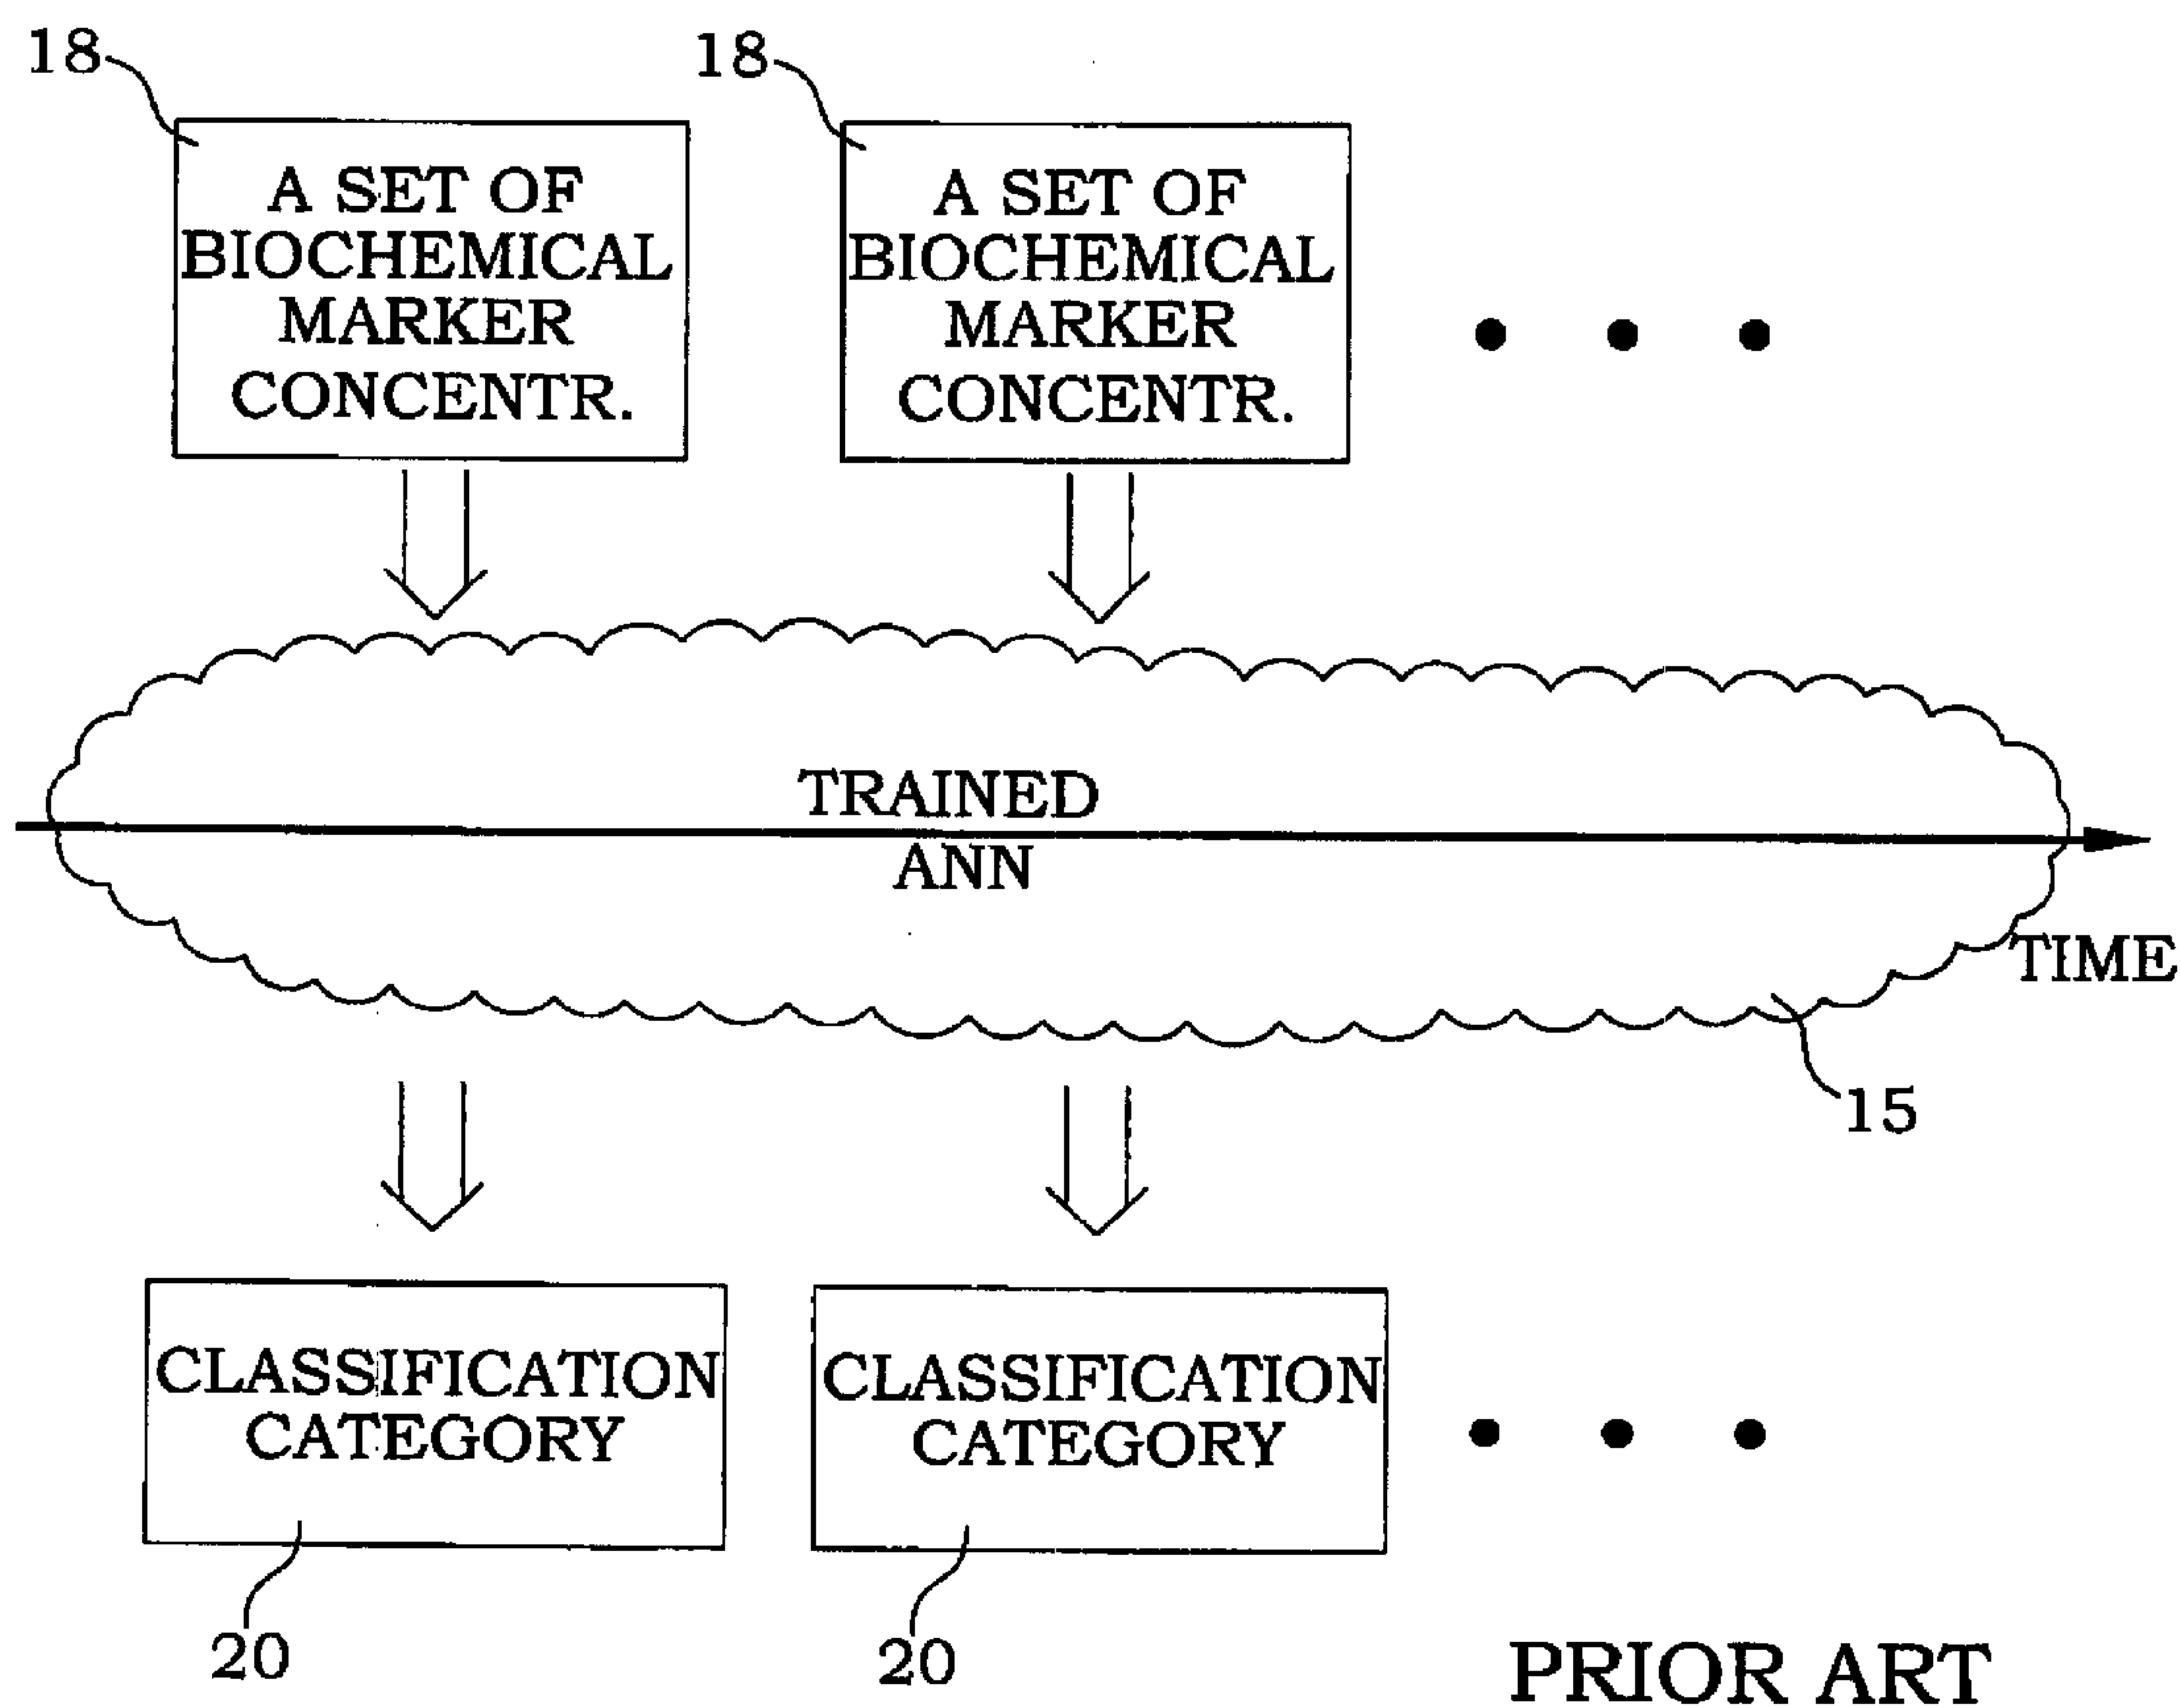 18
18
A SET OF
BIOCHEMICAL
MARKER
CONCENTR.
A SET OF
BIOCHEMICAL
MARKER
CONCENTR.
TRAINED
ANN
TIME
15
CLASSIFICATION
CATEGORY
CLASSIFICATION
CATEGORY
20
20
PRIOR ART